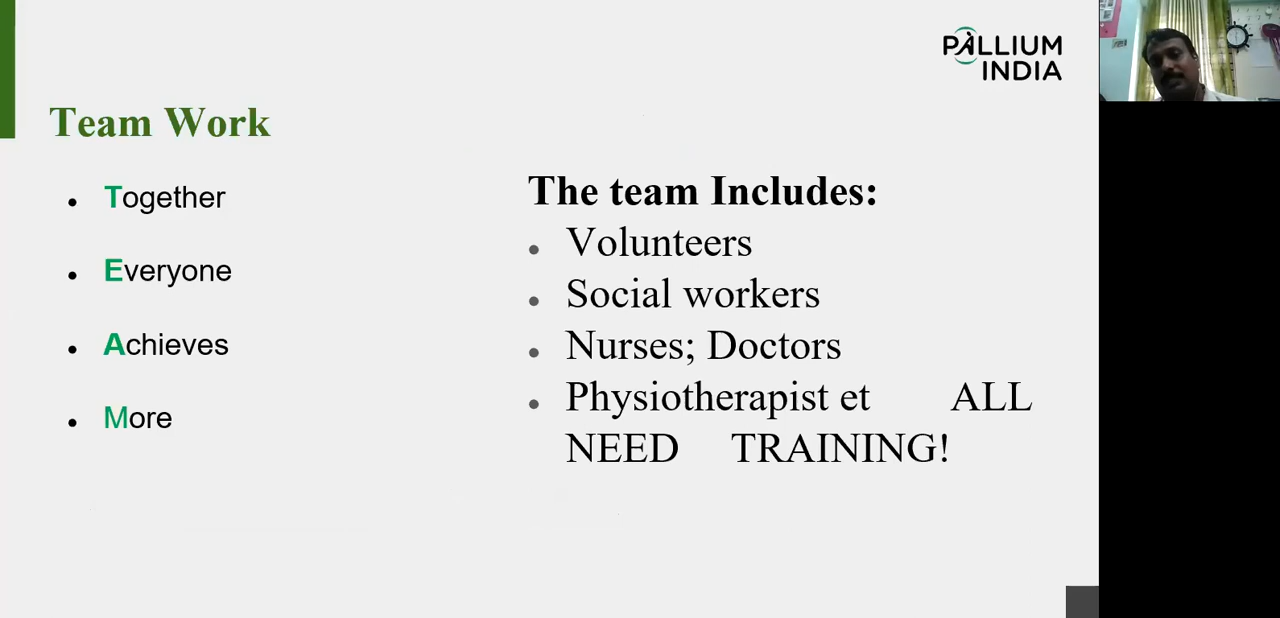 PALLIUM
INDIA
Team Work
• Together
• Everyone
• Achieves
• More
The team Includes:
• Volunteers
• Social workers
• Nurses; Doctors
• Physiotherapist et ALL
NEED TRAINING!